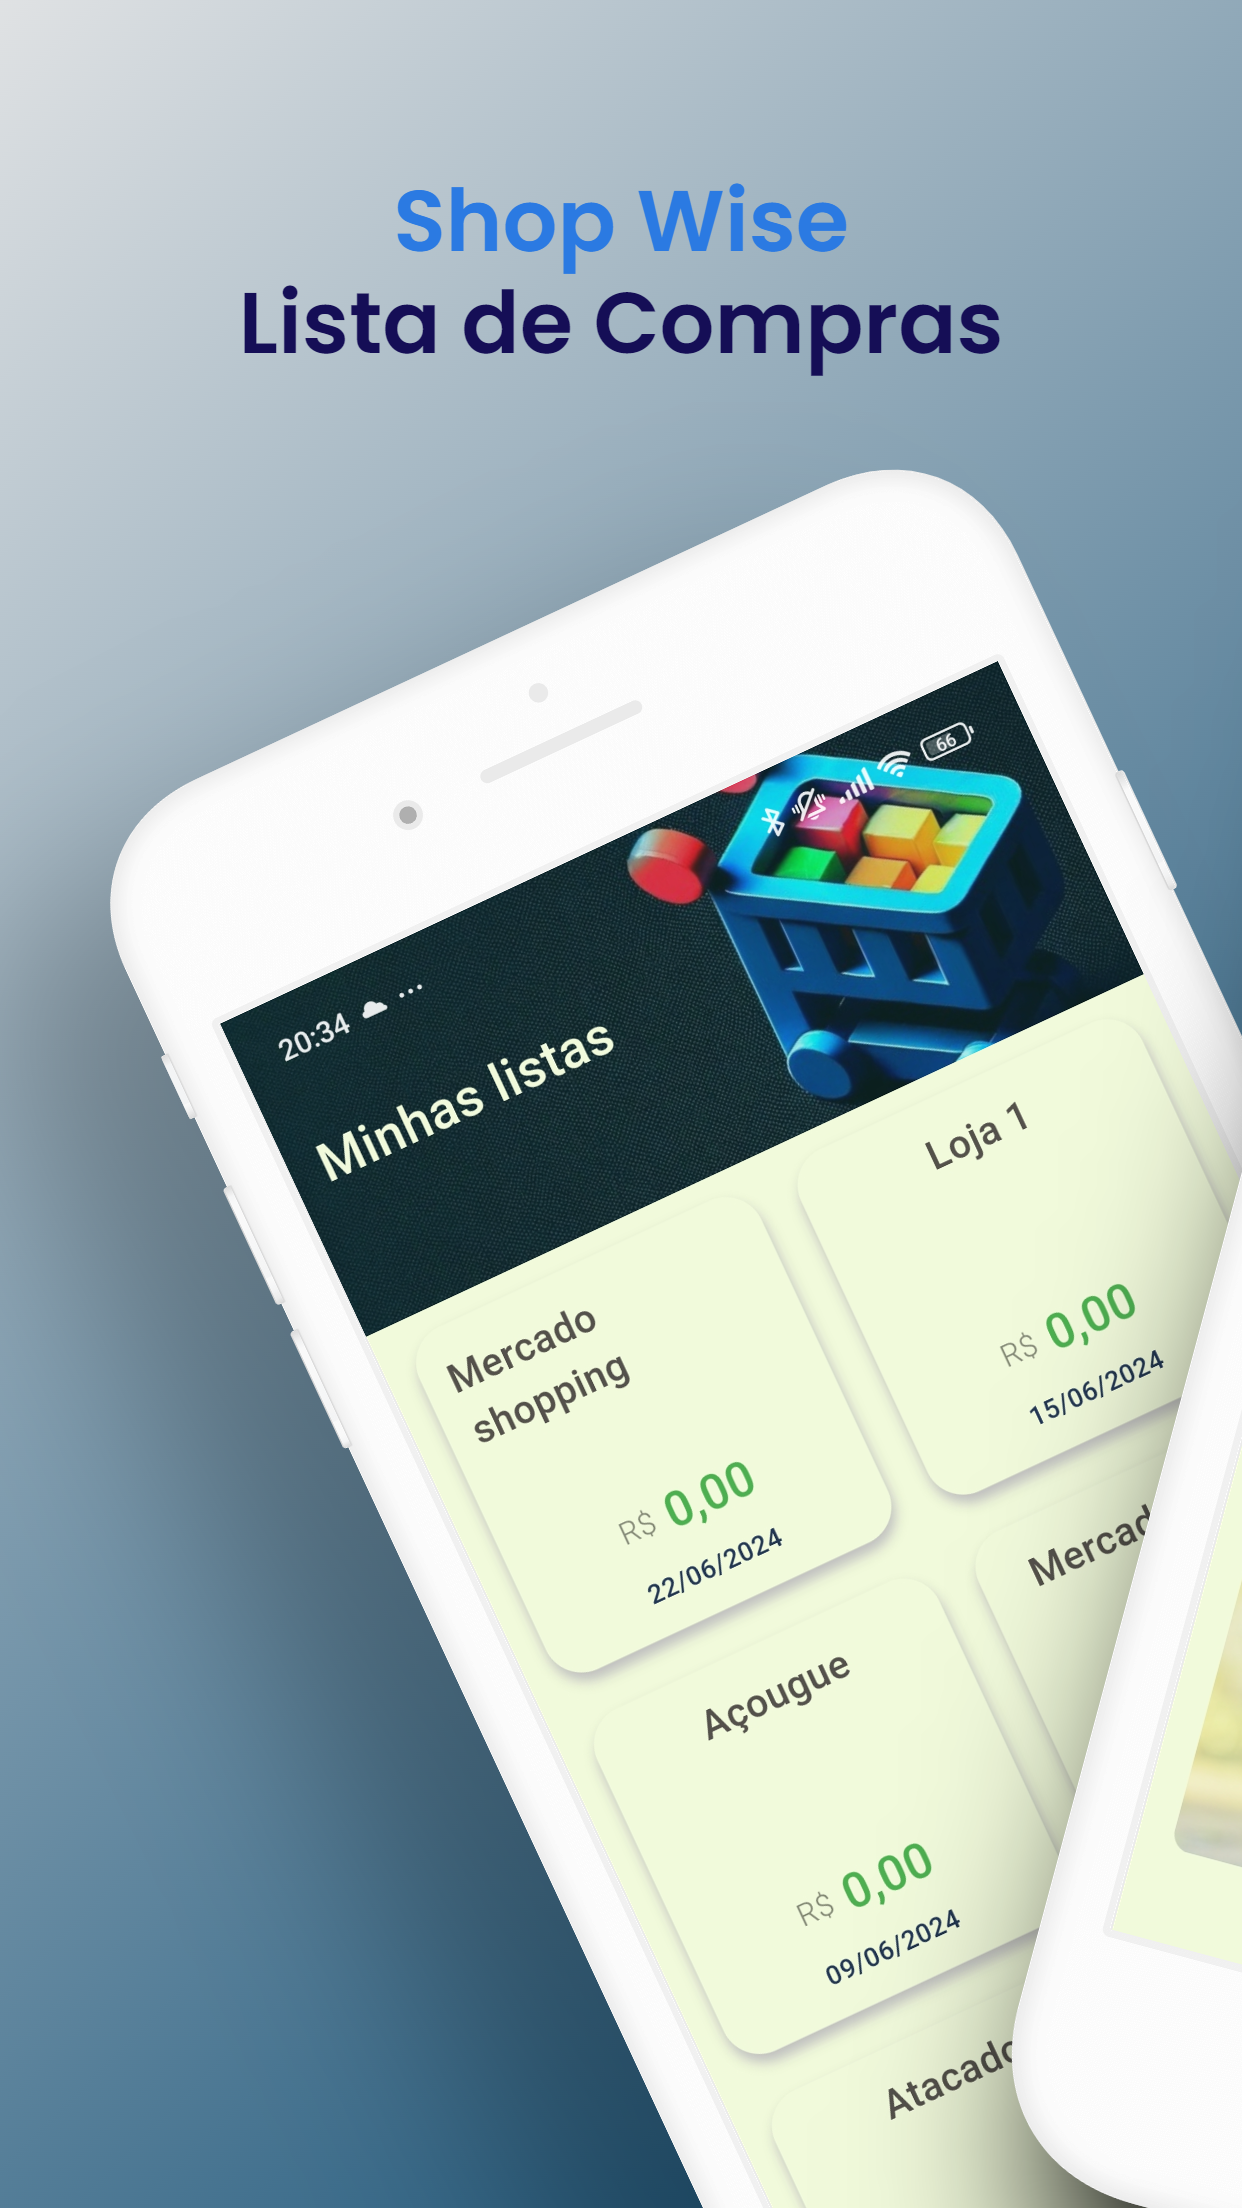 Shop Wise
Lista de Compras
66
20:34
Minhas listas
Loja 1
R$ 0,00
15/06/2024
Mercado
shopping
R$ 0,00
22/06/2024
Açougue
R$ 0,00
09/06/2024